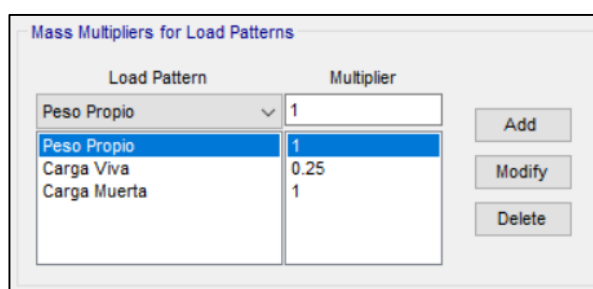 Mass Multipliers for Load Patterns
Load Pattern Multiplier
Peso Propio 1
Add
Peso Propio 1
Carga Viva 0.25
Modify
Carga Muerta 1
Delete